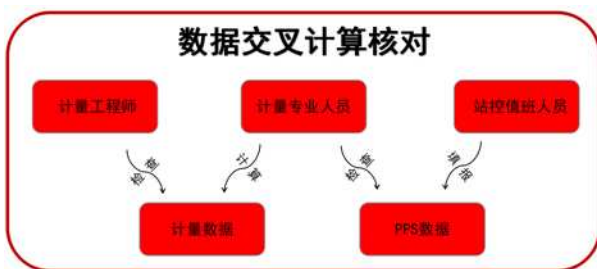 数据交叉计算核对
计量工程师
计量专业人员
站控值班人员
检查
计算
检查
填报
计量数据
PPS数据